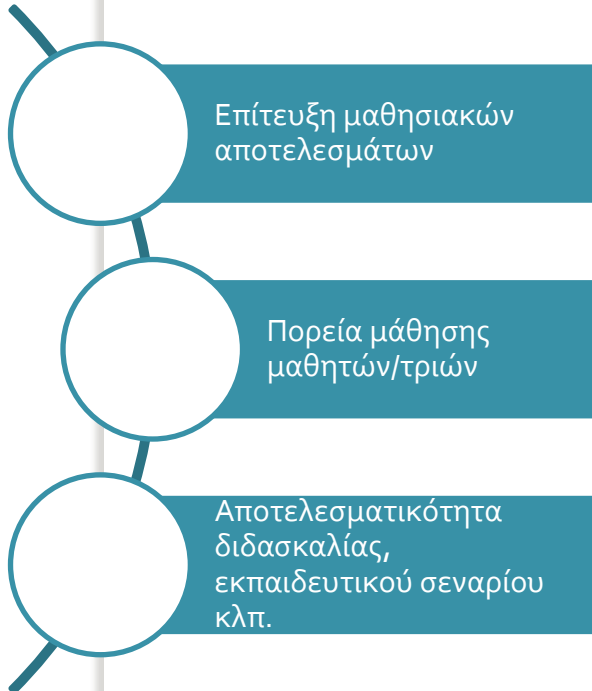 Επίτευξη μαθησιακών
αποτελεσμάτων
Πορεία μάθησης
μαθητών/τριών
Αποτελεσματικότητα
διδασκαλίας,
εκπαιδευτικού σεναρίου
κλπ.